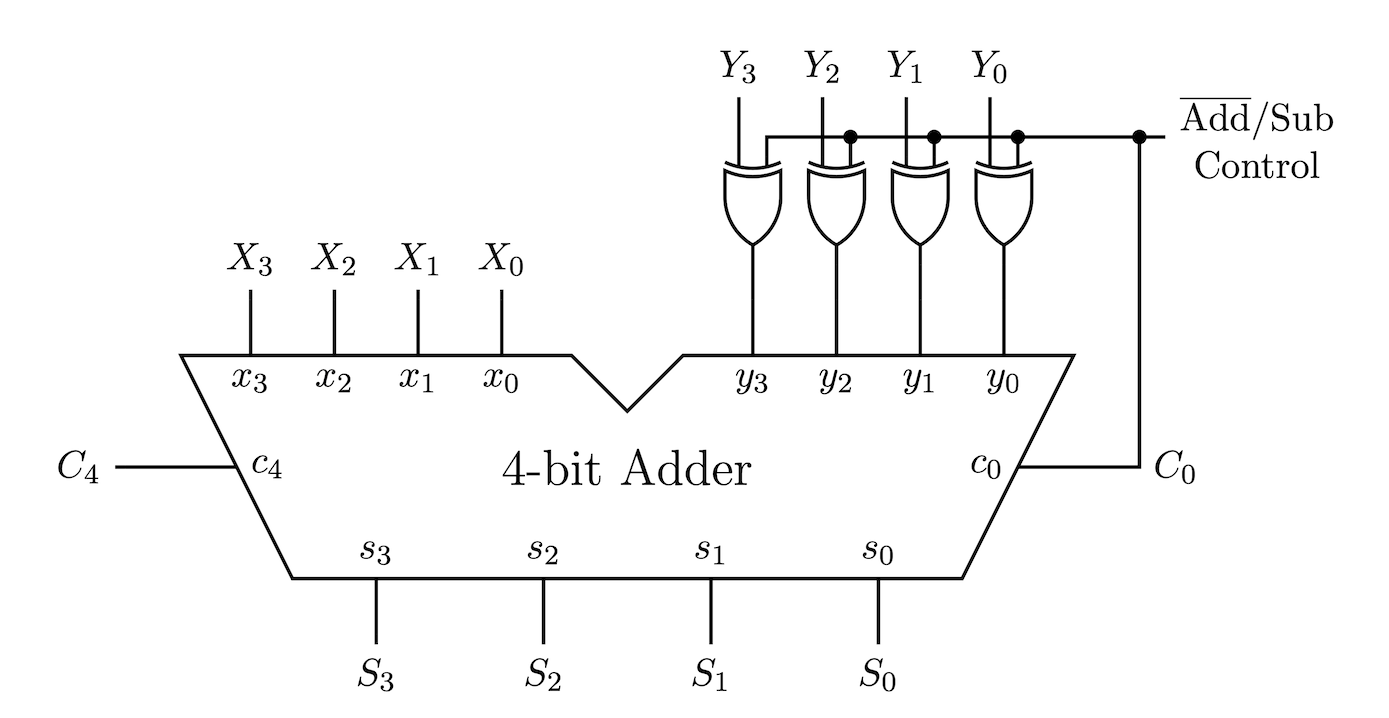 Y₃ Y₂ Y₁ Y₀
A̅d̅d̅/Sub
Control
X₃ X₂ X₁ X₀
x₃ x₂ x₁ x₀ y₃ y₂ y₁ y₀
C₄ c₄ 4-bit Adder c₀ C₀
s₃ s₂ s₁ s₀
S₃ S₂ S₁ S₀